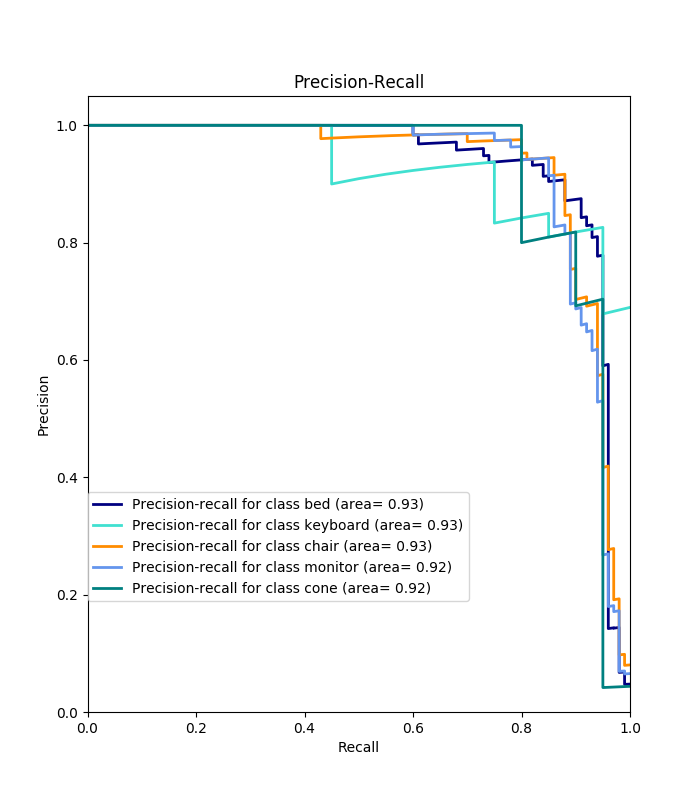 Precision-Recall
1.0
0.8
0.6
0.4
0.2
0.0
Precision
Precision-recall for class bed (area= 0.93)
Precision-recall for class keyboard (area= 0.93)
Precision-recall for class chair (area= 0.93)
Precision-recall for class monitor (area= 0.92)
Precision-recall for class cone (area= 0.92)
0.0 0.2 0.4 0.6 0.8 1.0
Recall